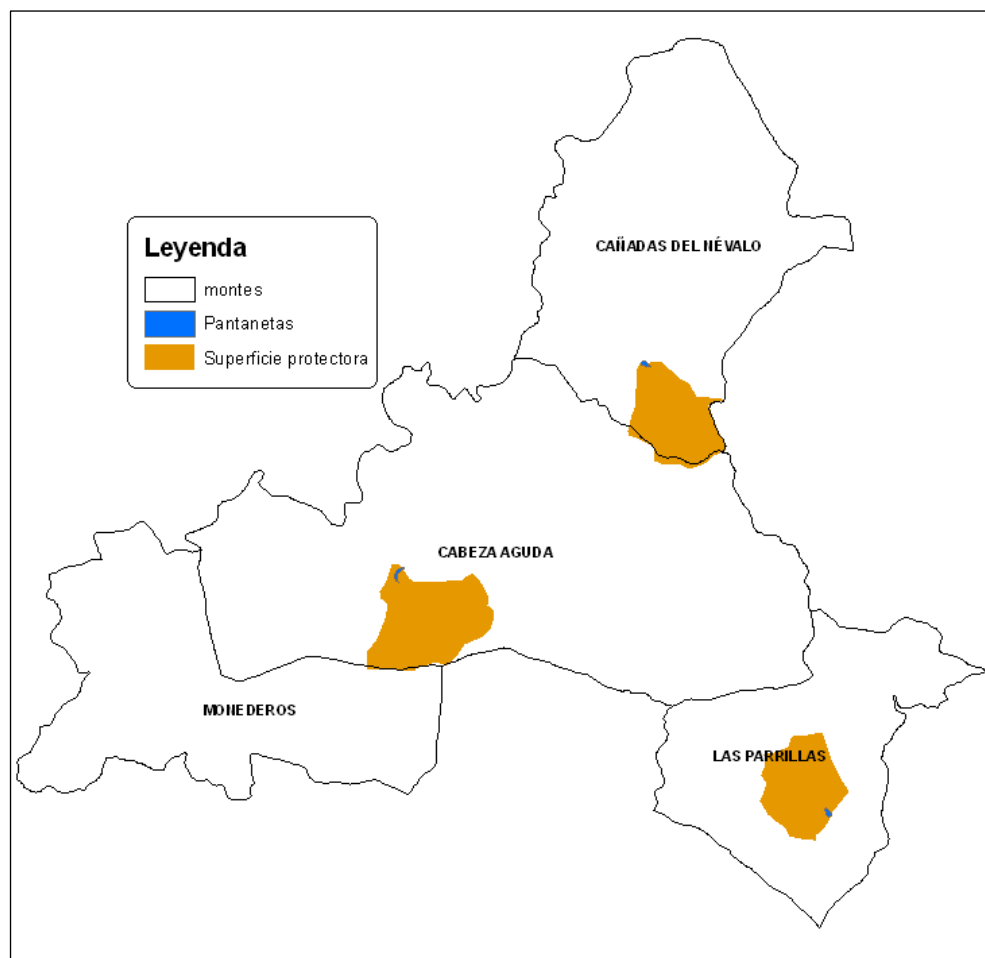 CAÑADAS DEL NÉVALO
Leyenda
montes
Pantanetas
Superficie protectora
CABEZA AGUDA
MONEDEROS
LAS PARRILLAS